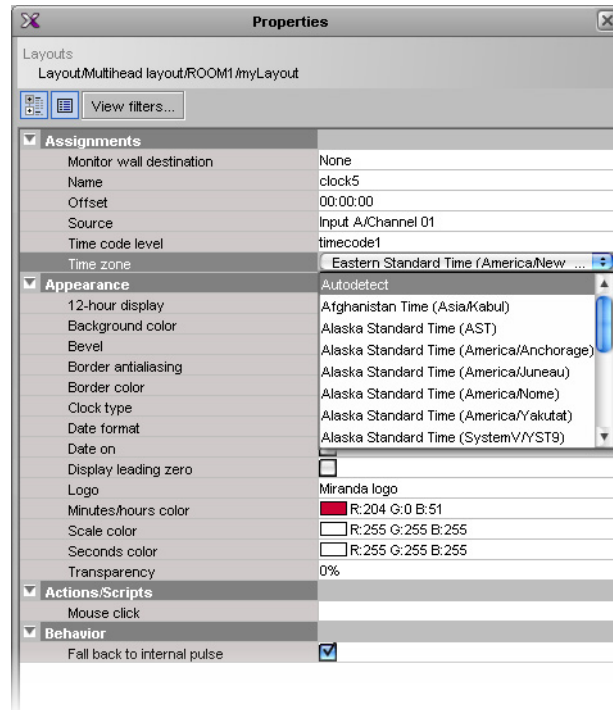 Properties
Layouts
Layout/Multihead layout/ROOM1/myLayout
View filters...
Assignments
Monitor wall destination None
Name clock5
Offset 00:00:00
Source Input A/Channel 01
Time code level timecode1
Time zone Eastern Standard Time (America/New ...
Appearance Autodetect
12-hour display Afghanistan Time (Asia/Kabul)
Background color Alaska Standard Time (AST)
Bevel Alaska Standard Time (America/Anchorage)
Border antialiasing Alaska Standard Time (America/Juneau)
Border color Alaska Standard Time (America/Nome)
Clock type Alaska Standard Time (America/Yakutat)
Date format Alaska Standard Time (SystemV/YST9)
Date on
Display leading zero
Logo Miranda logo
Minutes/hours color R:204 G:0 B:51
Scale color R:255 G:255 B:255
Seconds color R:255 G:255 B:255
Transparency 0%
Actions/Scripts
Mouse click
Behavior
Fall back to internal pulse